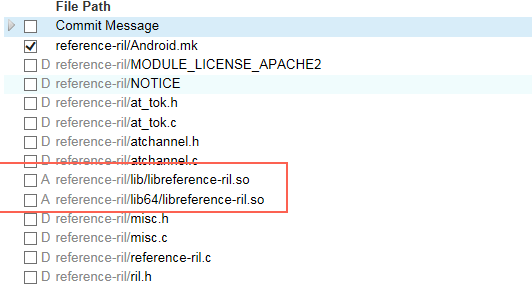 File Path
Commit Message
reference-ril/Android.mk
D reference-ril/MODULE_LICENSE_APACHE2
D reference-ril/NOTICE
D reference-ril/at_tok.h
D reference-ril/at_tok.c
D reference-ril/atchannel.h
D reference-ril/atchannel.c
A reference-ril/lib/libreference-ril.so
A reference-ril/lib64/libreference-ril.so
D reference-ril/misc.h
D reference-ril/misc.c
D reference-ril/reference-ril.c
D reference-ril/ril.h